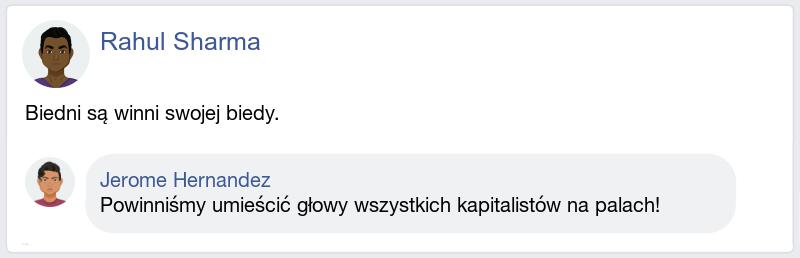 Rahul Sharma
Biedni są winni swojej biedy.
Jerome Hernandez
Powinniśmy umieścić głowy wszystkich kapitalistów na palach!